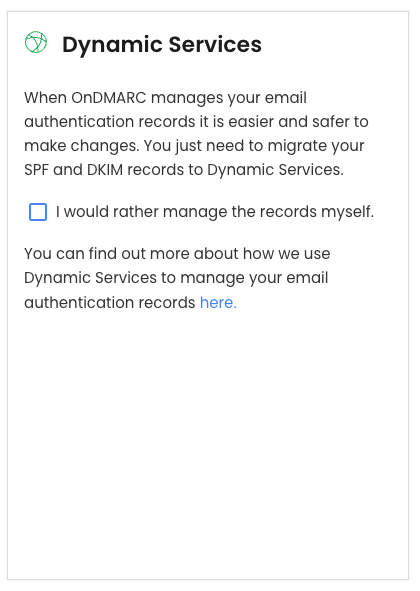 Dynamic Services
When OnDMARC manages your email
authentication records it is easier and safer to
make changes. You just need to migrate your
SPF and DKIM records to Dynamic Services.
I would rather manage the records myself.
You can find out more about how we use
Dynamic Services to manage your email
authentication records here.